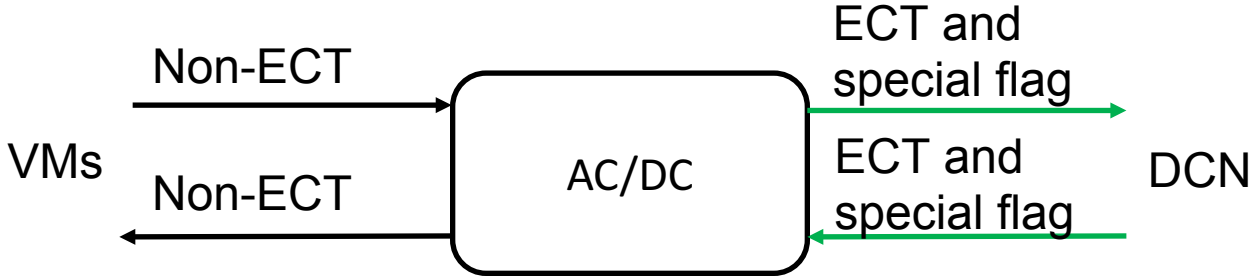 VMs
Non-ECT
Non-ECT
AC/DC
ECT and
special flag
ECT and
special flag
DCN